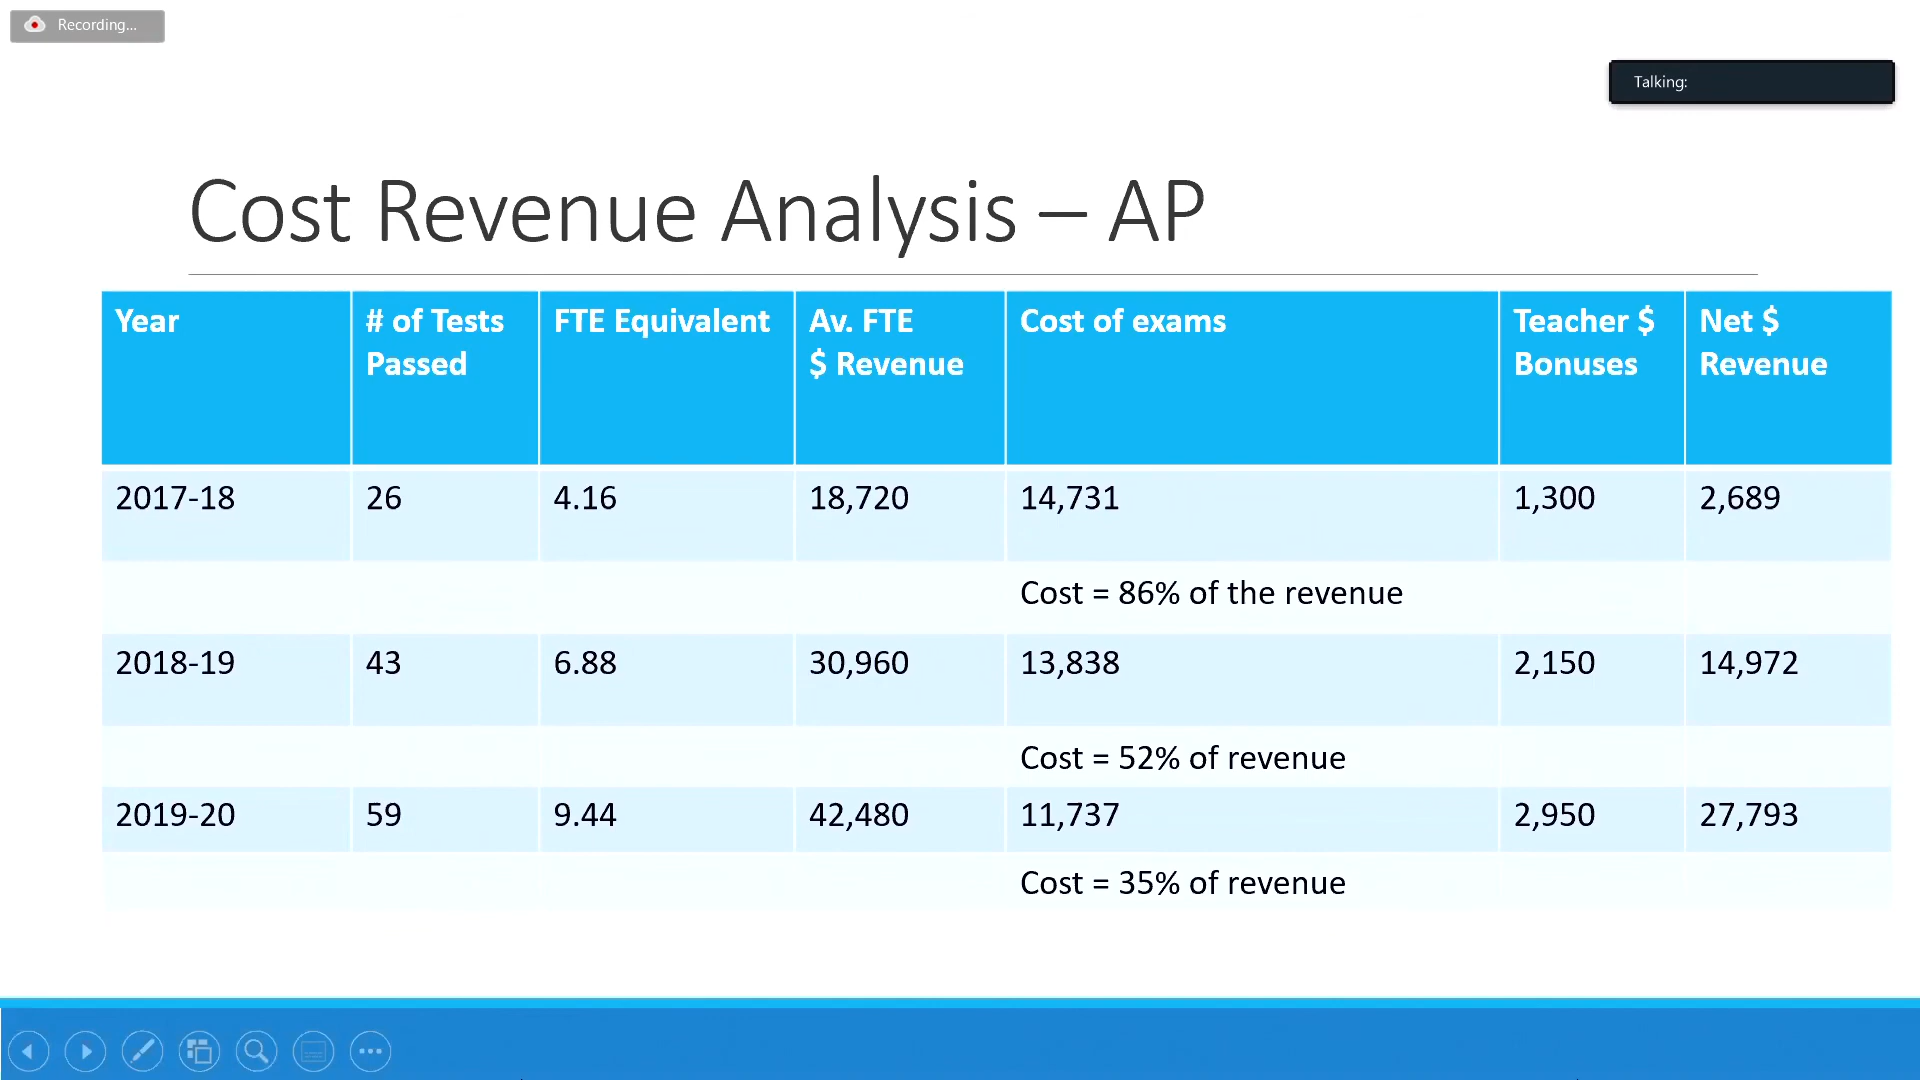 Recording...
Talking:
Cost Revenue Analysis – AP
Year # of Tests Passed FTE Equivalent Av. FTE $ Revenue Cost of exams Teacher $ Bonuses Net $ Revenue
2017-18 26 4.16 18,720 14,731 1,300 2,689
Cost = 86% of the revenue
2018-19 43 6.88 30,960 13,838 2,150 14,972
Cost = 52% of revenue
2019-20 59 9.44 42,480 11,737 2,950 27,793
Cost = 35% of revenue